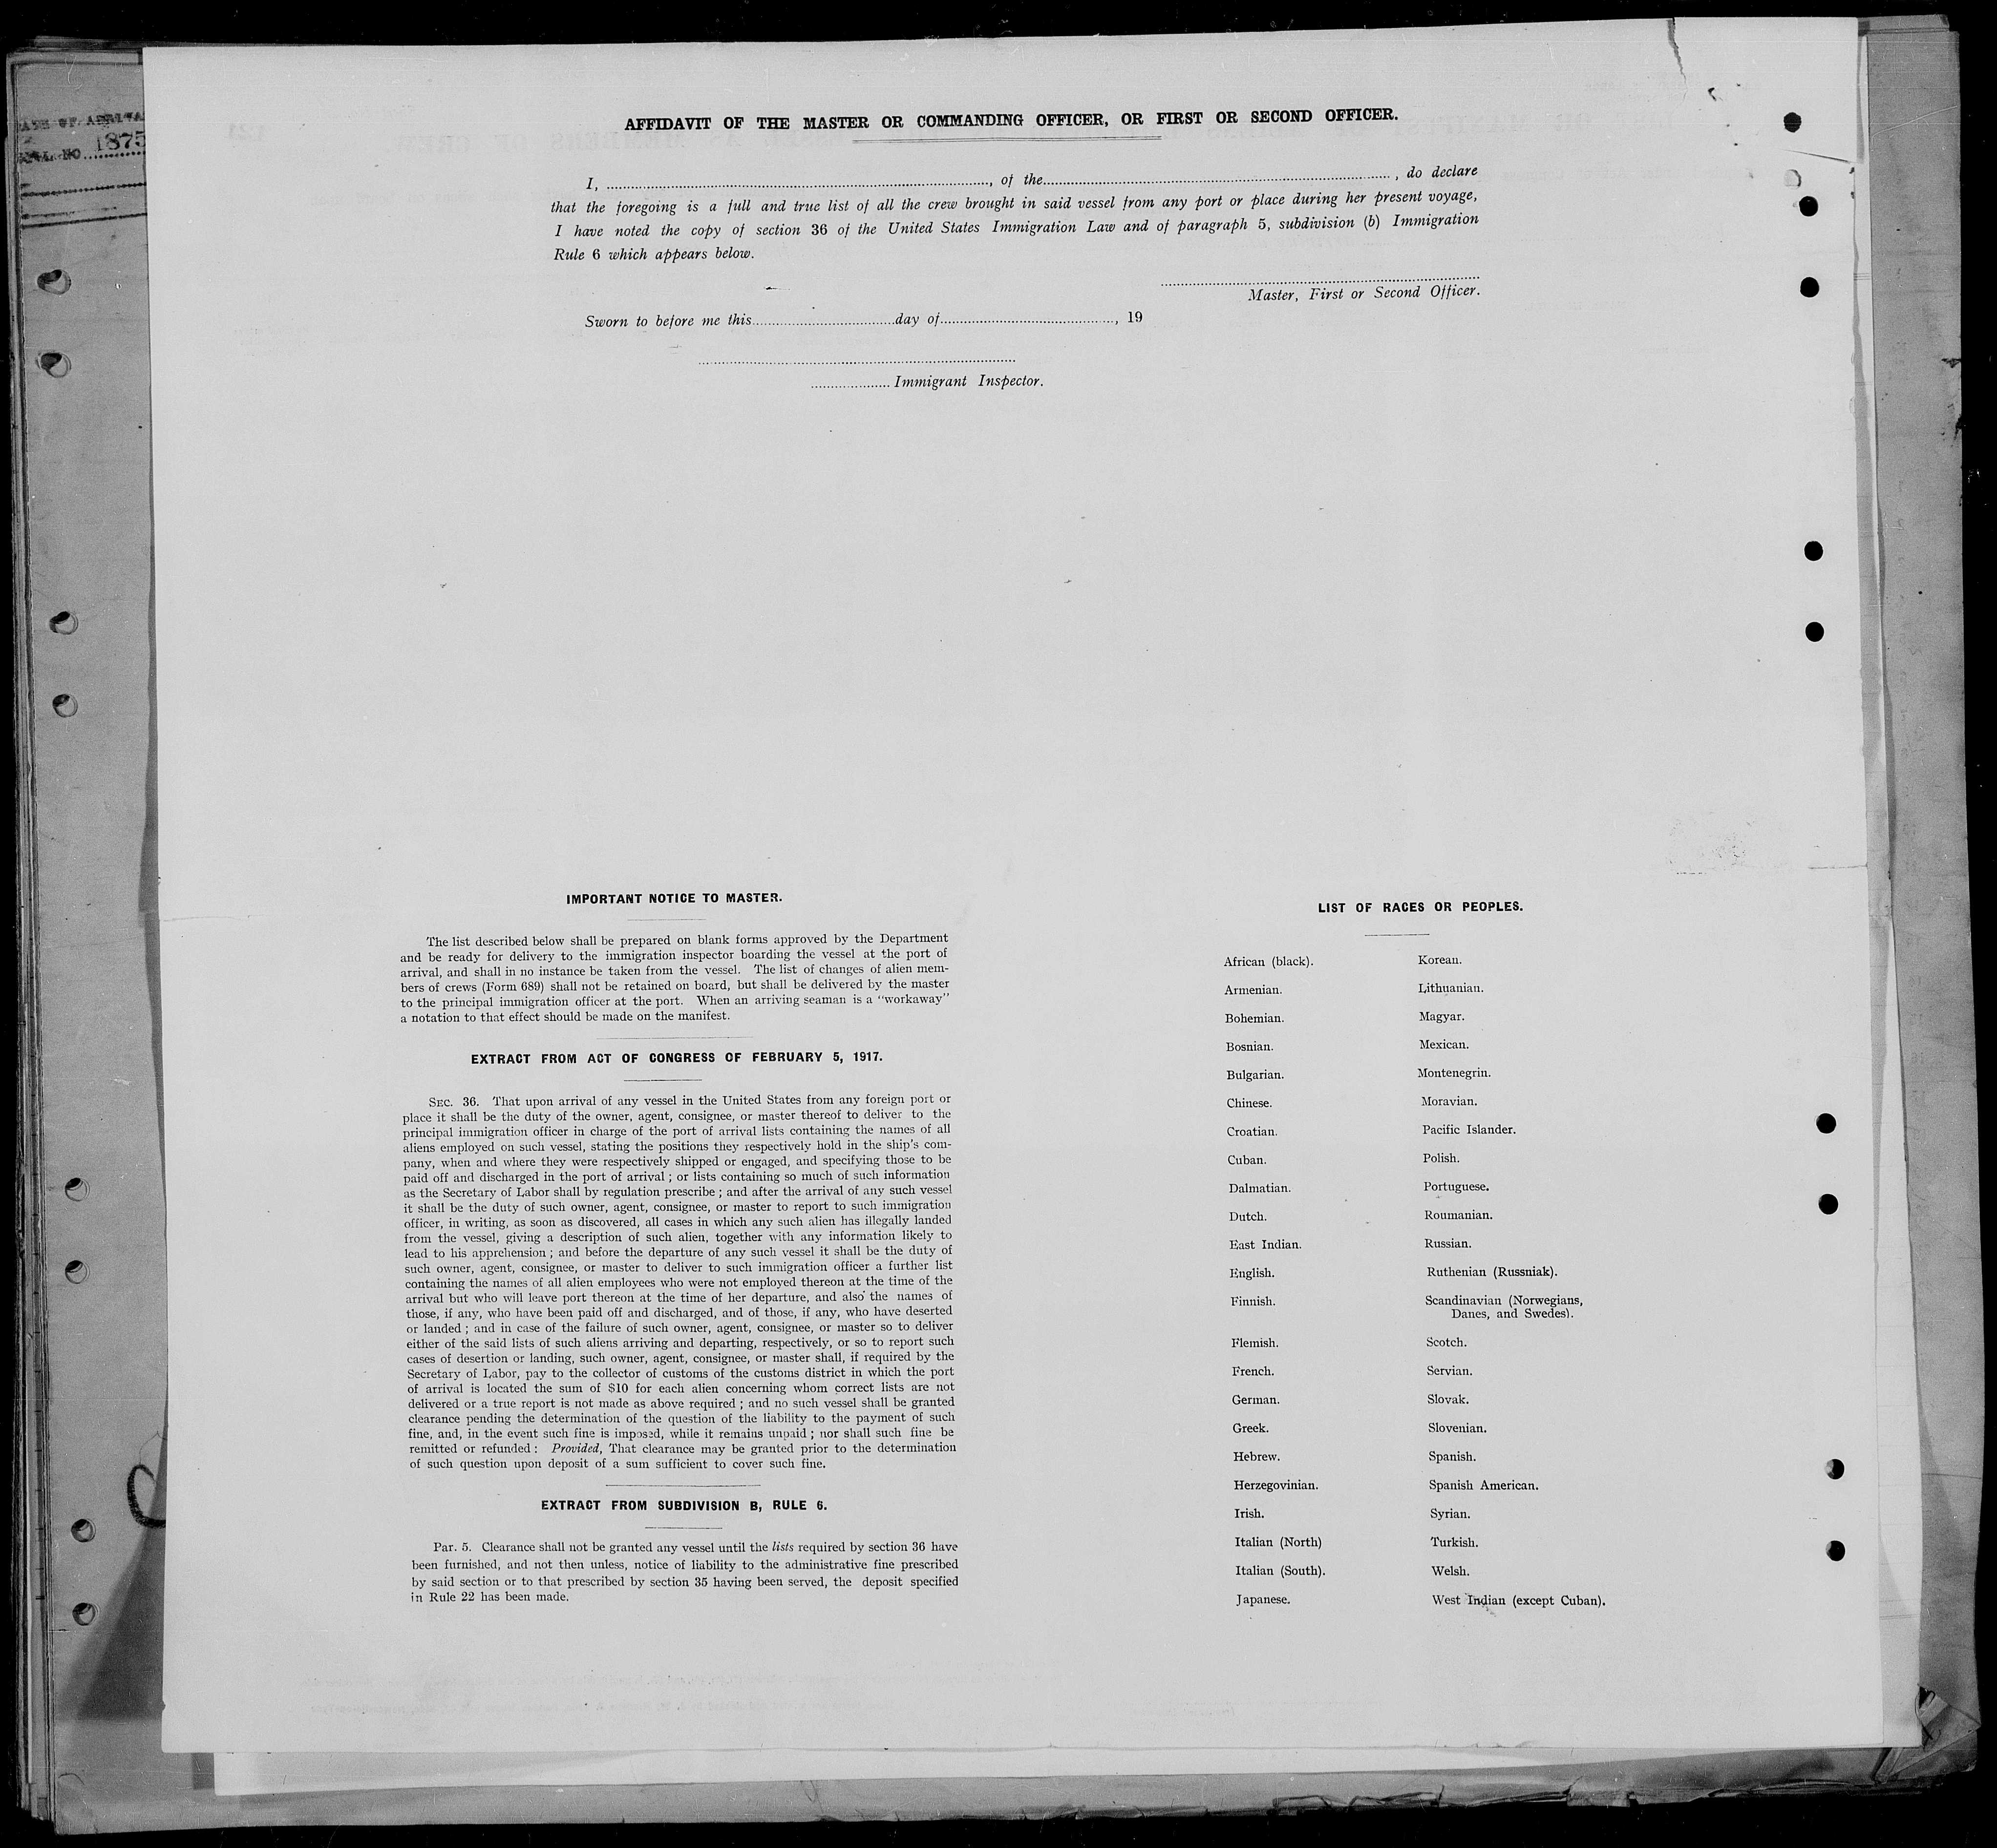 DATE OF ARRIVA
1875
AFFIDAVIT OF THE MASTER OR COMMANDING OFFICER, OR FIRST OR SECOND OFFICER.
I, ........, of the........, do declare
that the foregoing is a full and true list of all the crew brought in said vessel from any port or place during her present voyage,
I have noted the copy of section 36 of the United States Immigration Law and of paragraph 5, subdivision (b) Immigration
Rule 6 which appears below.
Master, First or Second Officer.
Sworn to before me this........day of........, 19
........Immigrant Inspector.
IMPORTANT NOTICE TO MASTER.
The list described below shall be prepared on blank forms approved by the Department
and be ready for delivery to the immigration inspector boarding the vessel at the port of
arrival, and shall in no instance be taken from the vessel. The list of changes of alien mem-
bers of crews (Form 689) shall not be retained on board, but shall be delivered by the master
to the principal immigration officer at the port. When an arriving seaman is a "workaway"
a notation to that effect should be made on the manifest.
EXTRACT FROM ACT OF CONGRESS OF FEBRUARY 5, 1917.
SEC. 36. That upon arrival of any vessel in the United States from any foreign port or
place it shall be the duty of the owner, agent, consignee, or master thereof to deliver to the
principal immigration officer in charge of the port of arrival lists containing the names of all
aliens employed on such vessel, stating the positions they respectively hold in the ship's com-
pany, when and where they were respectively shipped or engaged, and specifying those to be
paid off and discharged in the port of arrival; or lists containing so much of such information
as the Secretary of Labor shall by regulation prescribe; and after the arrival of any such vessel
it shall be the duty of such owner, agent, consignee, or master to report to such immigration
officer, in writing, as soon as discovered, all cases in which any such alien has illegally landed
from the vessel, giving a description of such alien, together with any information likely to
lead to his apprehension; and before the departure of any such vessel it shall be the duty of
such owner, agent, consignee, or master to deliver to such immigration officer a further list
containing the names of all alien employees who were not employed thereon at the time of the
arrival but who will leave port thereon at the time of her departure, and also the names of
those, if any, who have been paid off and discharged, and of those, if any, who have deserted
or landed; and in case of the failure of such owner, agent, consignee, or master so to deliver
either of the said lists of such aliens arriving and departing, respectively, or so to report such
cases of desertion or landing, such owner, agent, consignee, or master shall, if required by the
Secretary of Labor, pay to the collector of customs of the customs district in which the port
of arrival is located the sum of $10 for each alien concerning whom correct lists are not
delivered or a true report is not made as above required; and no such vessel shall be granted
clearance pending the determination of the question of the liability to the payment of such
fine, and, in the event such fine is imposed, while it remains unpaid; nor shall such fine be
remitted or refunded: Provided, That clearance may be granted prior to the determination
of such question upon deposit of a sum sufficient to cover such fine.
EXTRACT FROM SUBDIVISION B, RULE 6.
Par. 5. Clearance shall not be granted any vessel until the lists required by section 36 have
been furnished, and not then unless, notice of liability to the administrative fine prescribed
by said section or to that prescribed by section 35 having been served, the deposit specified
in Rule 22 has been made.
LIST OF RACES OR PEOPLES.
African (black).
Armenian.
Bohemian.
Bosnian.
Bulgarian.
Chinese.
Croatian.
Cuban.
Dalmatian.
Dutch.
East Indian.
English.
Finnish.
Flemish.
French.
German.
Greek.
Hebrew.
Herzegovinian.
Irish.
Italian (North)
Italian (South).
Japanese.
Korean.
Lithuanian.
Magyar.
Mexican.
Montenegrin.
Moravian.
Pacific Islander.
Polish.
Portuguese.
Roumanian.
Russian.
Ruthenian (Russniak).
Scandinavian (Norwegians,
Danes, and Swedes).
Scotch.
Servian.
Slovak.
Slovenian.
Spanish.
Spanish American.
Syrian.
Turkish.
Welsh.
West Indian (except Cuban).